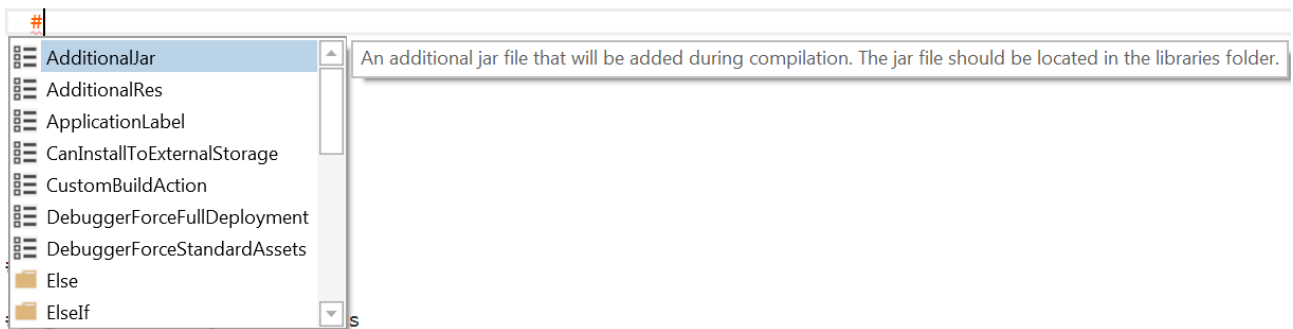 #
AdditionalJar
An additional jar file that will be added during compilation. The jar file should be located in the libraries folder.
AdditionalRes
ApplicationLabel
CanInstallToExternalStorage
CustomBuildAction
DebuggerForceFullDeployment
DebuggerForceStandardAssets
Else
ElseIf
s